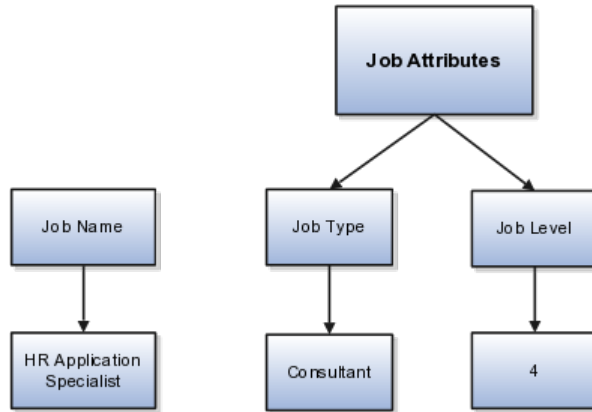 Job Attributes
Job Name
Job Type
Job Level
HR Application
Specialist
Consultant
4